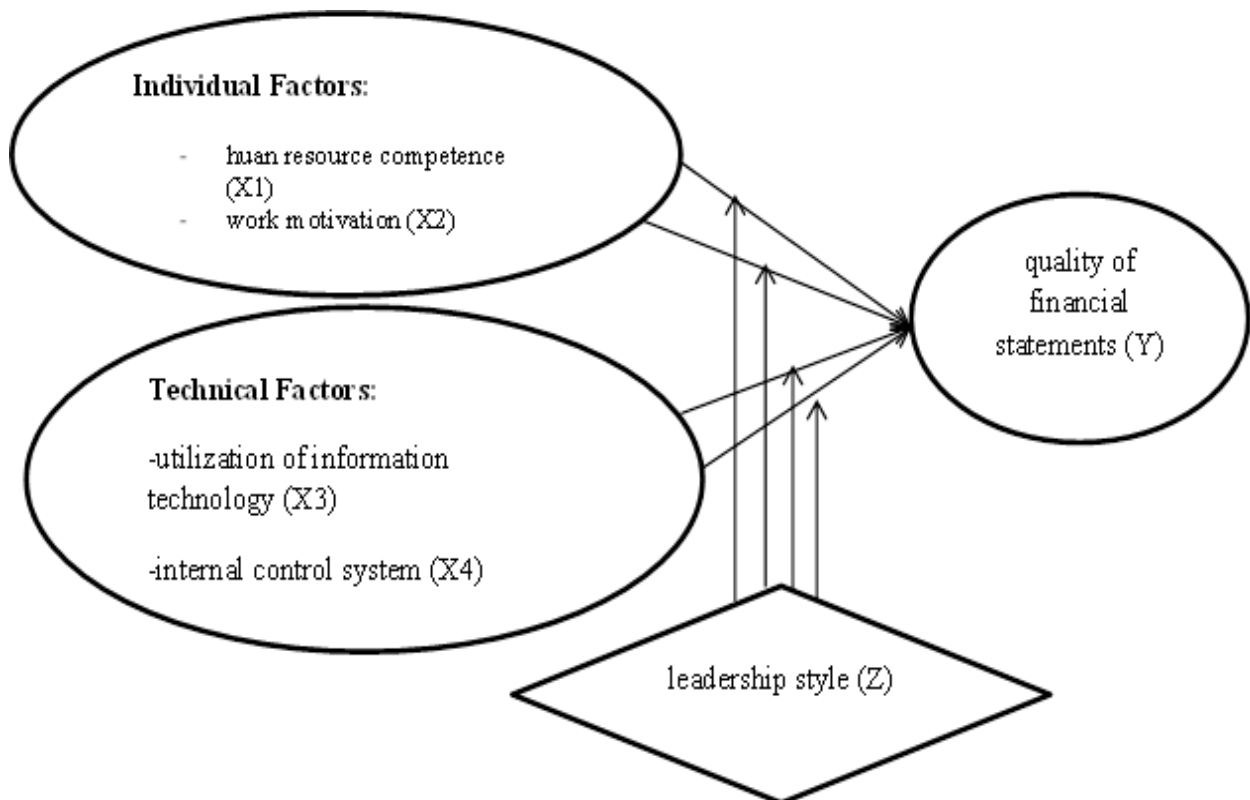 Individual Factors:
- huan resource competence
(X1)
- work motivation (X2)
Technical Factors:
-utilization of information
technology (X3)
-internal control system (X4)
quality of
financial
statements (Y)
leadership style (Z)